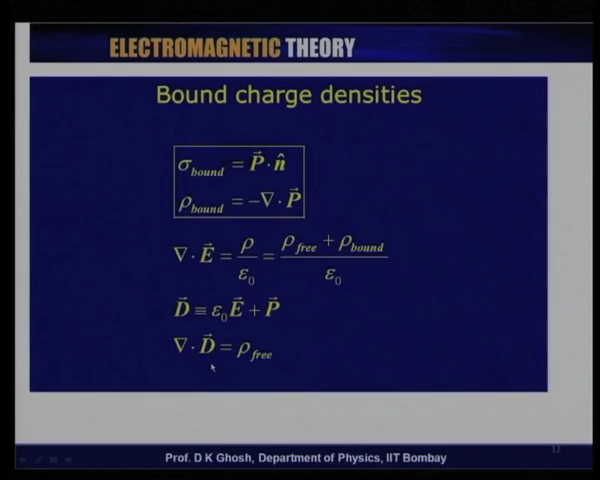 ELECTROMAGNETIC THEORY
Bound charge densities
σ_bound = P⃗ · n̂
ρ_bound = −∇ · P⃗
∇ · E⃗ = ρ/ε₀ = (ρ_free + ρ_bound)/ε₀
D⃗ ≡ ε₀E⃗ + P⃗
∇ · D⃗ = ρ_free
12
Prof. D K Ghosh, Department of Physics, IIT Bombay